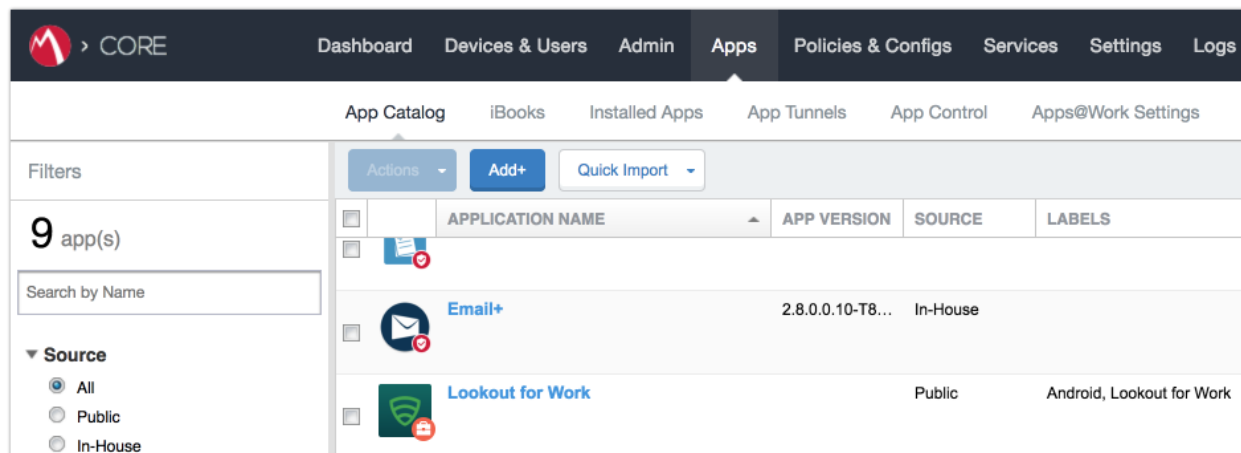 › CORE Dashboard Devices & Users Admin Apps Policies & Configs Services Settings Logs
App Catalog iBooks Installed Apps App Tunnels App Control Apps@Work Settings
Filters Actions Add+ Quick Import
9 app(s)
APPLICATION NAME APP VERSION SOURCE LABELS
Search by Name
Email+ 2.8.0.0.10-T8... In-House
Source
All
Public
In-House
Lookout for Work Public Android, Lookout for Work